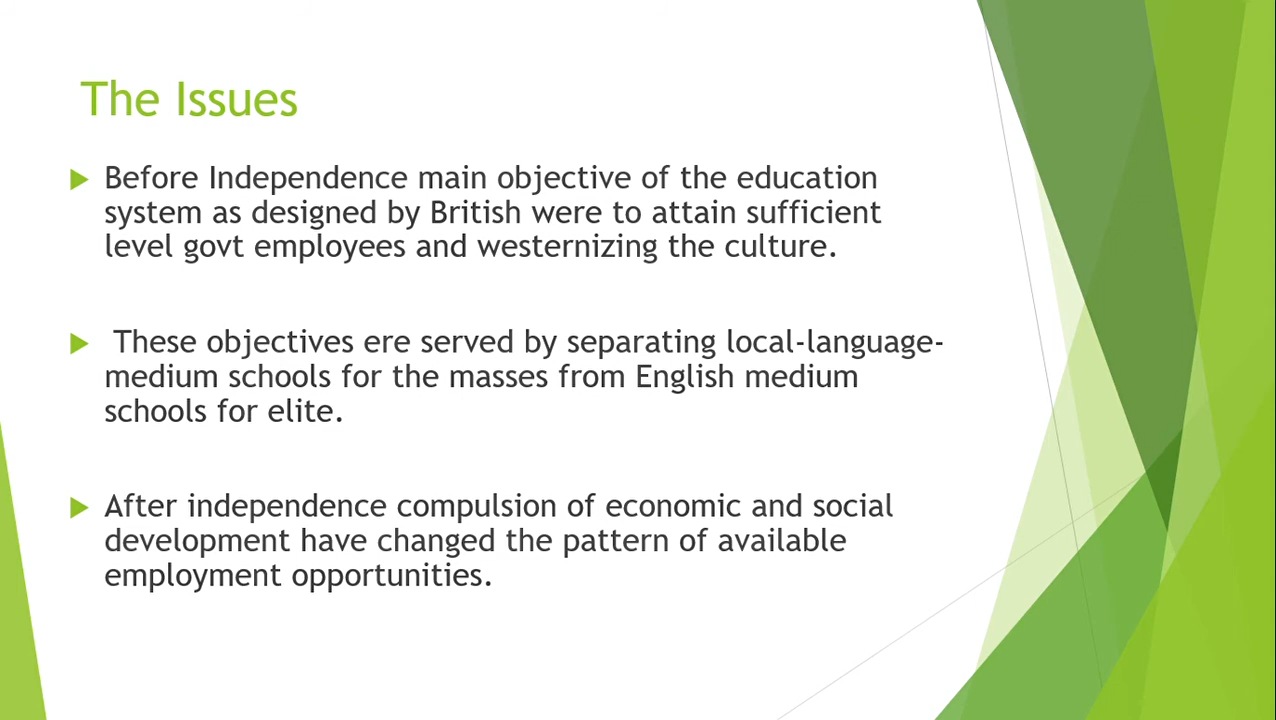 The Issues
Before Independence main objective of the education
system as designed by British were to attain sufficient
level govt employees and westernizing the culture.
These objectives ere served by separating local-language-
medium schools for the masses from English medium
schools for elite.
After independence compulsion of economic and social
development have changed the pattern of available
employment opportunities.